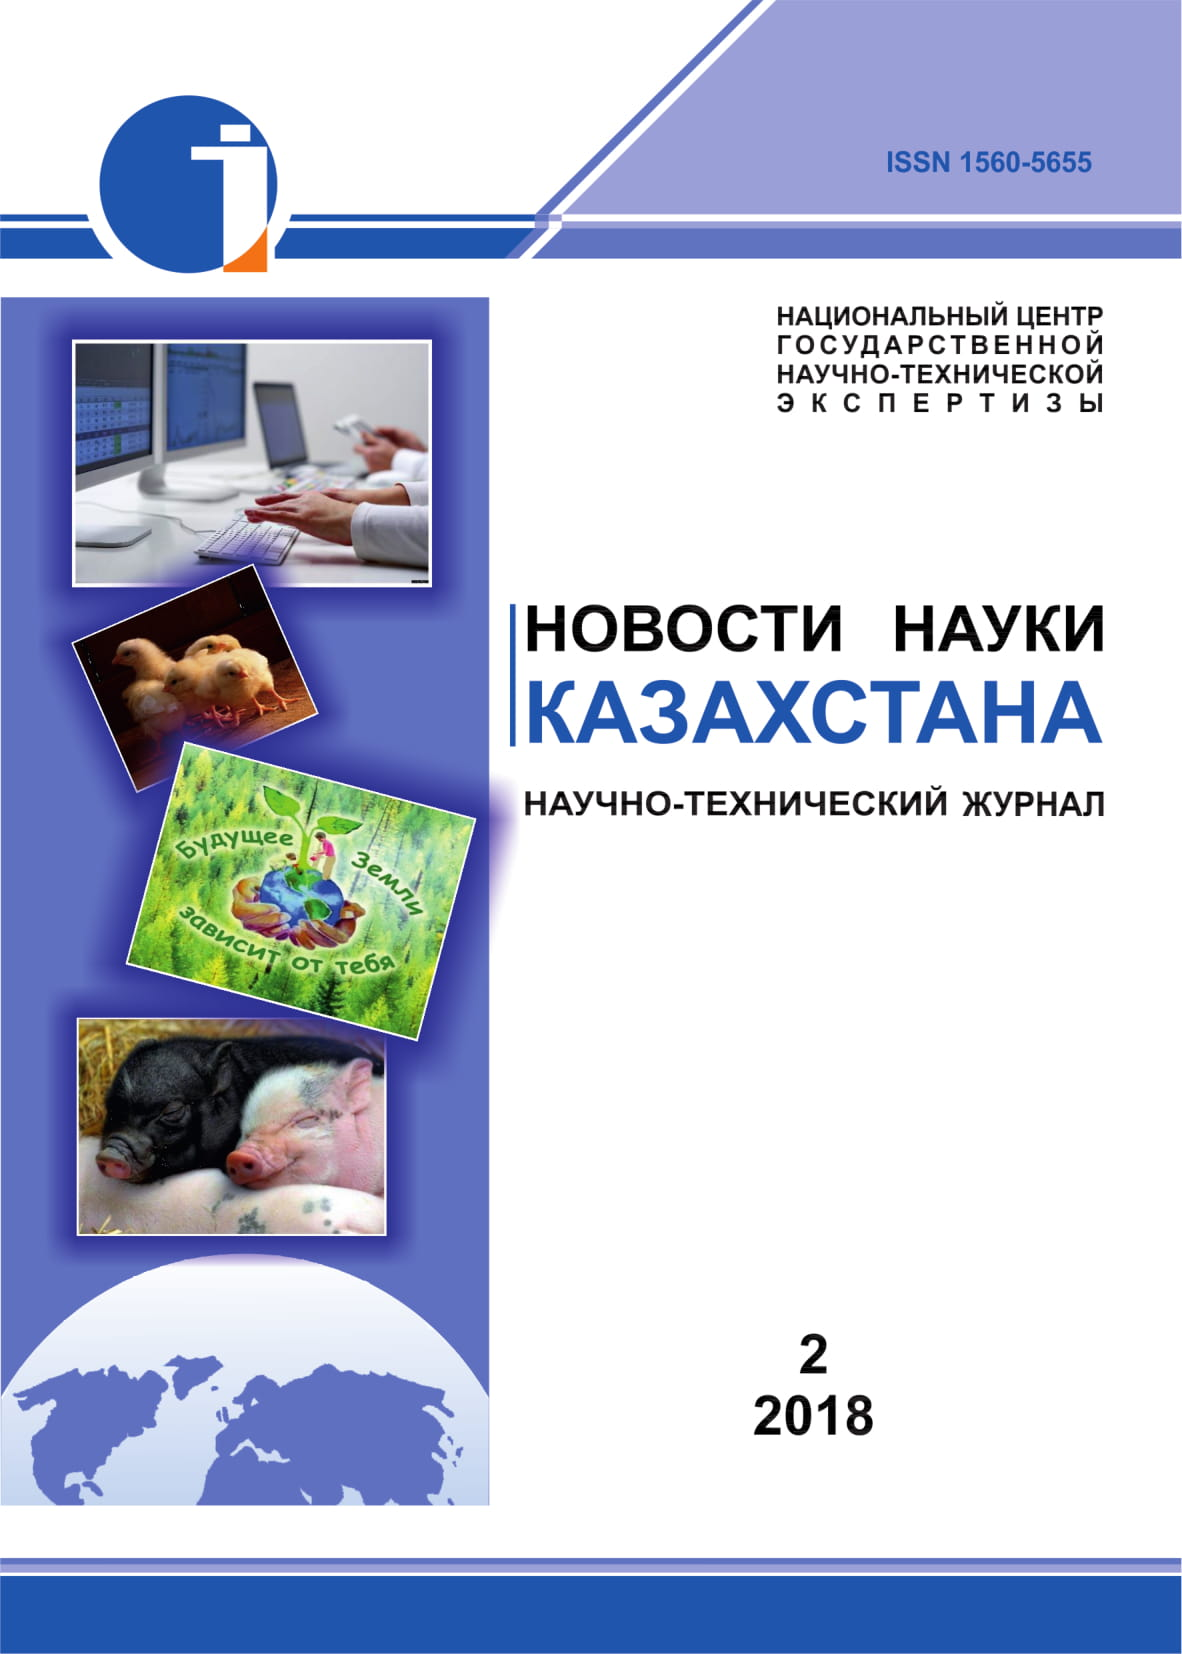 ISSN 1560-5655
НАЦИОНАЛЬНЫЙ ЦЕНТР
ГОСУДАРСТВЕННОЙ
НАУЧНО-ТЕХНИЧЕСКОЙ
ЭКСПЕРТИЗЫ
НОВОСТИ НАУКИ
КАЗАХСТАНА
НАУЧНО-ТЕХНИЧЕСКИЙ ЖУРНАЛ
Будущее Земли
зависит от тебя
2
2018